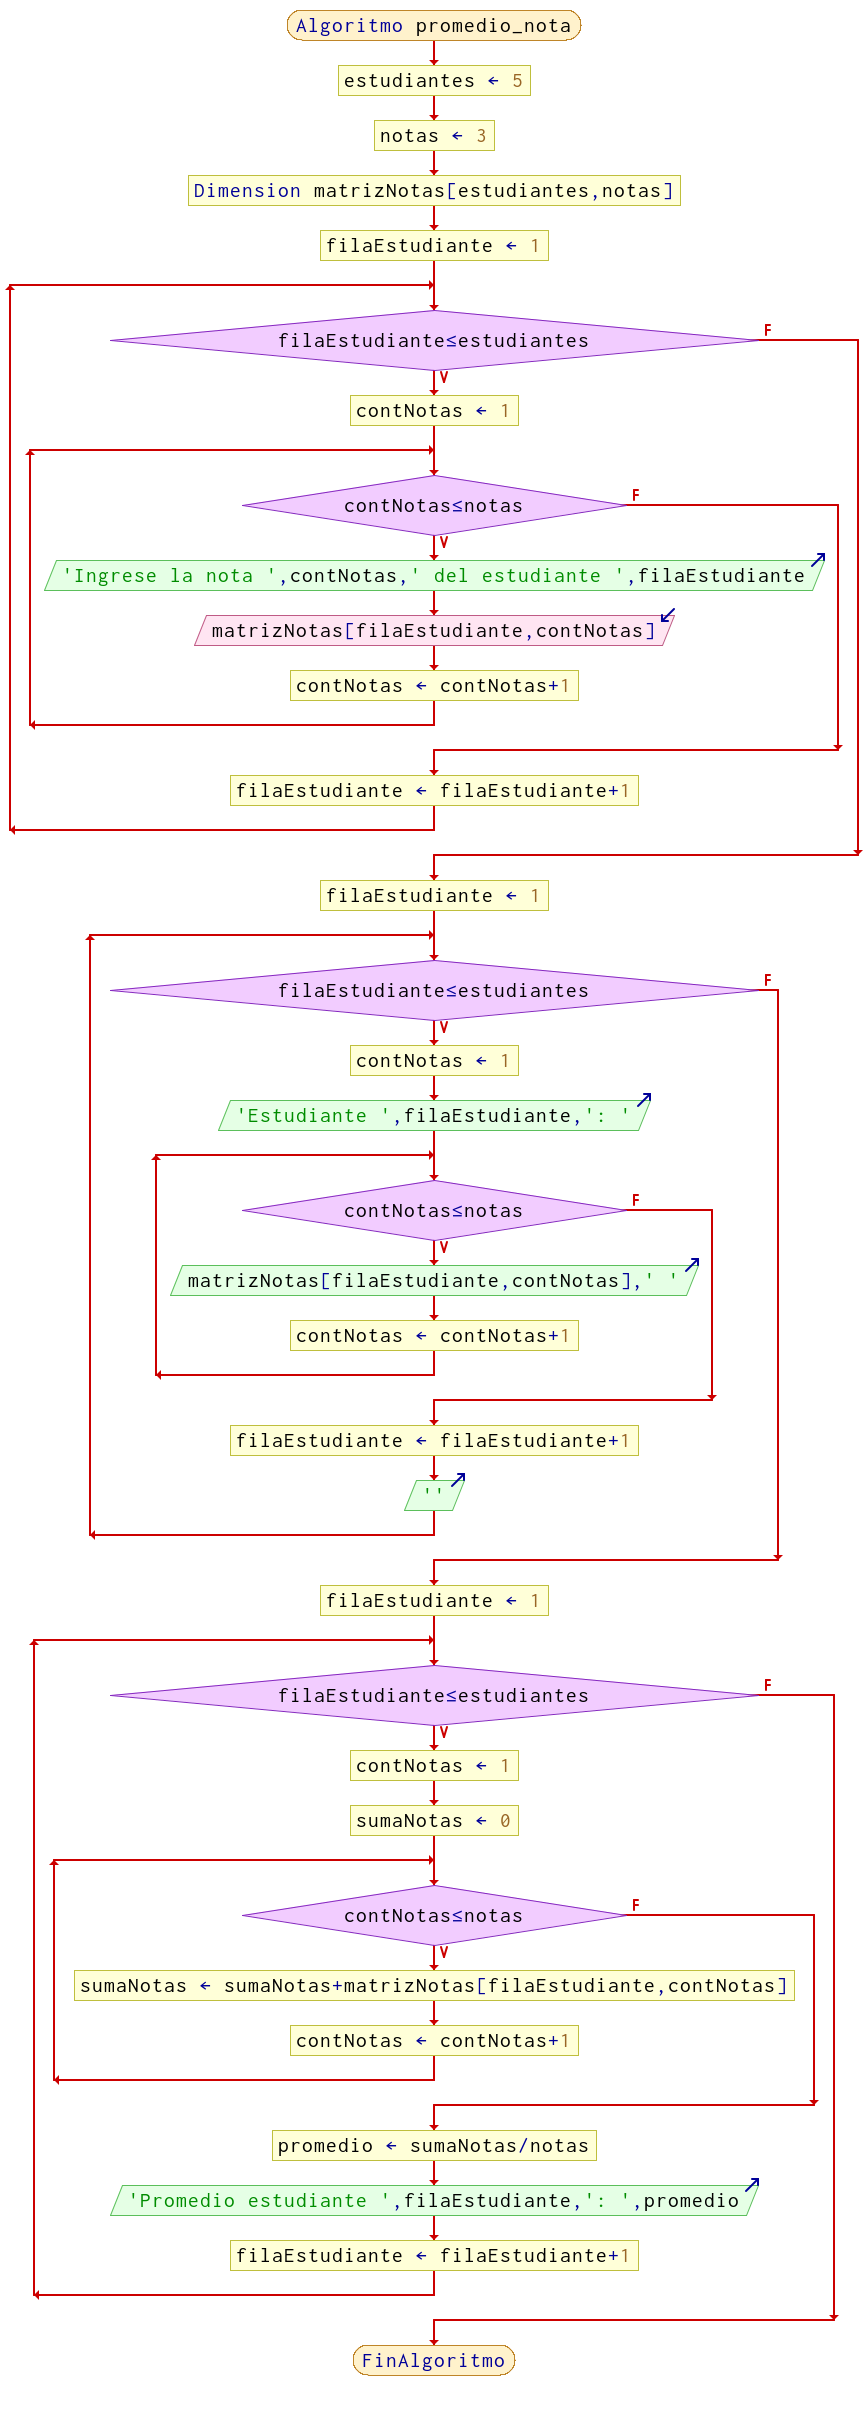 Algoritmo promedio_nota
estudiantes ← 5
notas ← 3
Dimension matrizNotas[estudiantes,notas]
filaEstudiante ← 1
filaEstudiante≤estudiantes
F
V
contNotas ← 1
contNotas≤notas
F
V
'Ingrese la nota ',contNotas,' del estudiante ',filaEstudiante
matrizNotas[filaEstudiante,contNotas]
contNotas ← contNotas+1
filaEstudiante ← filaEstudiante+1
filaEstudiante ← 1
filaEstudiante≤estudiantes
F
V
contNotas ← 1
'Estudiante ',filaEstudiante,': '
contNotas≤notas
F
V
matrizNotas[filaEstudiante,contNotas],' '
contNotas ← contNotas+1
filaEstudiante ← filaEstudiante+1
''
filaEstudiante ← 1
filaEstudiante≤estudiantes
F
V
contNotas ← 1
sumaNotas ← 0
contNotas≤notas
F
V
sumaNotas ← sumaNotas+matrizNotas[filaEstudiante,contNotas]
contNotas ← contNotas+1
promedio ← sumaNotas/notas
'Promedio estudiante ',filaEstudiante,': ',promedio
filaEstudiante ← filaEstudiante+1
FinAlgoritmo